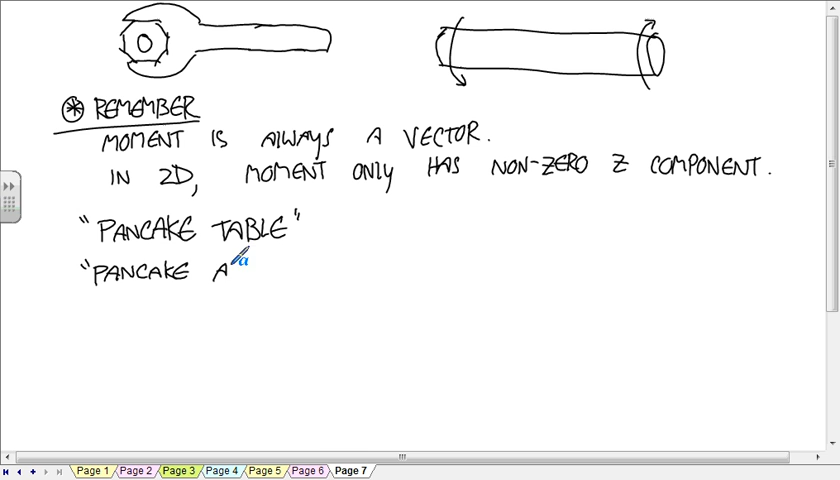 * REMEMBER
MOMENT IS ALWAYS A VECTOR.
IN 2D, MOMENT ONLY HAS NON-ZERO Z COMPONENT.
"PANCAKE TABLE"
"PANCAKE A
a
Page 1 Page 2 Page 3 Page 4 Page 5 Page 6 Page 7